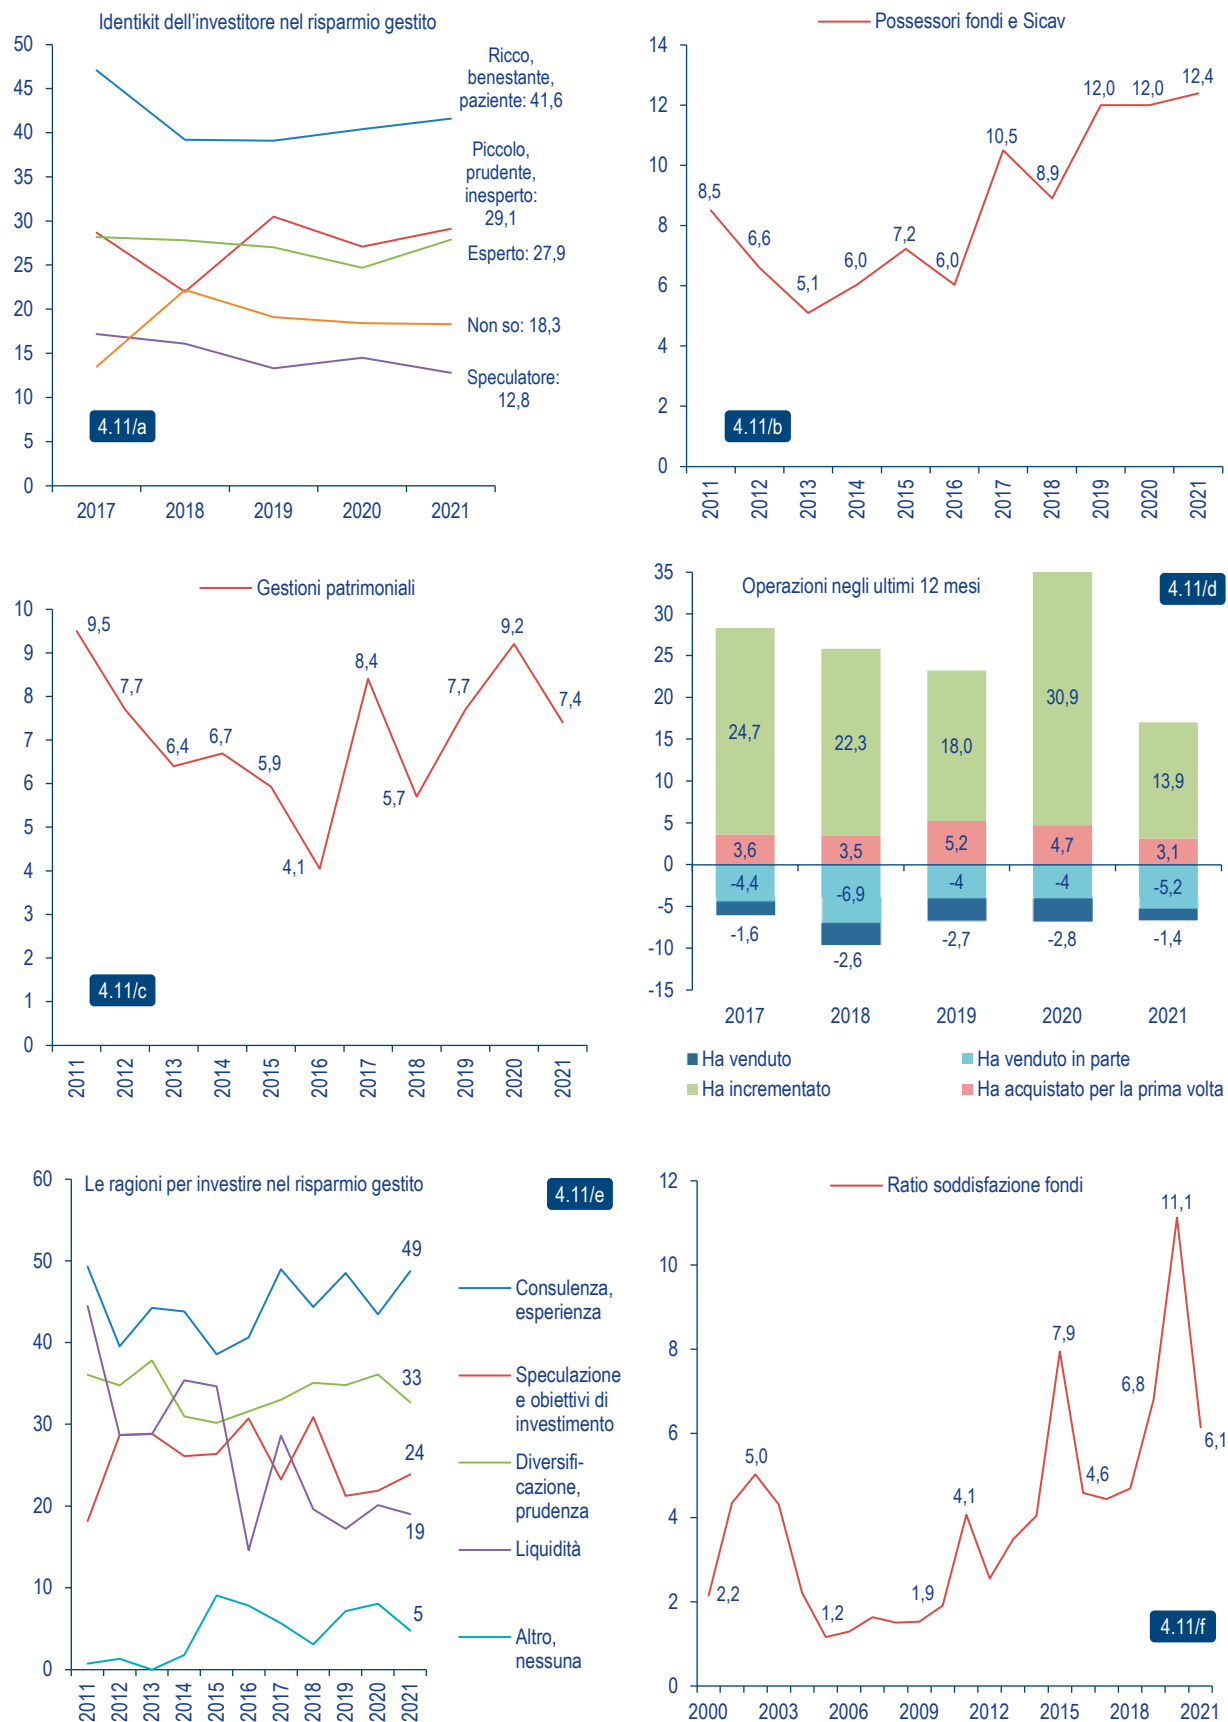 Identikit dell'investitore nel risparmio gestito
50
45
40
35
30
25
20
15
10
5
0
Ricco,
benestante,
paziente: 41,6
Piccolo,
prudente,
inesperto:
29,1
Esperto: 27,9
Non so: 18,3
Speculatore:
12,8
4.11/a
2017 2018 2019 2020 2021
Possessori fondi e Sicav
14
12
10
8
6
4
2
0
8,5 6,6 5,1 6,0 7,2 6,0 10,5 8,9 12,0 12,0 12,4
4.11/b
2011 2012 2013 2014 2015 2016 2017 2018 2019 2020 2021
Gestioni patrimoniali
10
9
8
7
6
5
4
3
2
1
0
9,5 7,7 6,4 6,7 5,9 4,1 8,4 5,7 7,7 9,2 7,4
4.11/c
2011 2012 2013 2014 2015 2016 2017 2018 2019 2020 2021
Operazioni negli ultimi 12 mesi
4.11/d
35
30
25
20
15
10
5
0
-5
-10
-15
24,7 22,3 18,0 30,9 13,9
3,6 3,5 5,2 4,7 3,1
-4,4 -6,9 -4 -4 -5,2
-1,6 -2,6 -2,7 -2,8 -1,4
2017 2018 2019 2020 2021
Ha venduto Ha venduto in parte
Ha incrementato Ha acquistato per la prima volta
Le ragioni per investire nel risparmio gestito
4.11/e
60
50
40
30
20
10
0
49
33
24
19
5
Consulenza,
esperienza
Speculazione
e obiettivi di
investimento
Diversifi-
cazione,
prudenza
Liquidità
Altro,
nessuna
2011 2012 2013 2014 2015 2016 2017 2018 2019 2020 2021
Ratio soddisfazione fondi
12
10
8
6
4
2
0
2,2 5,0 1,2 1,9 4,1 7,9 4,6 6,8 11,1 6,1
4.11/f
2000 2003 2006 2009 2012 2015 2018 2021